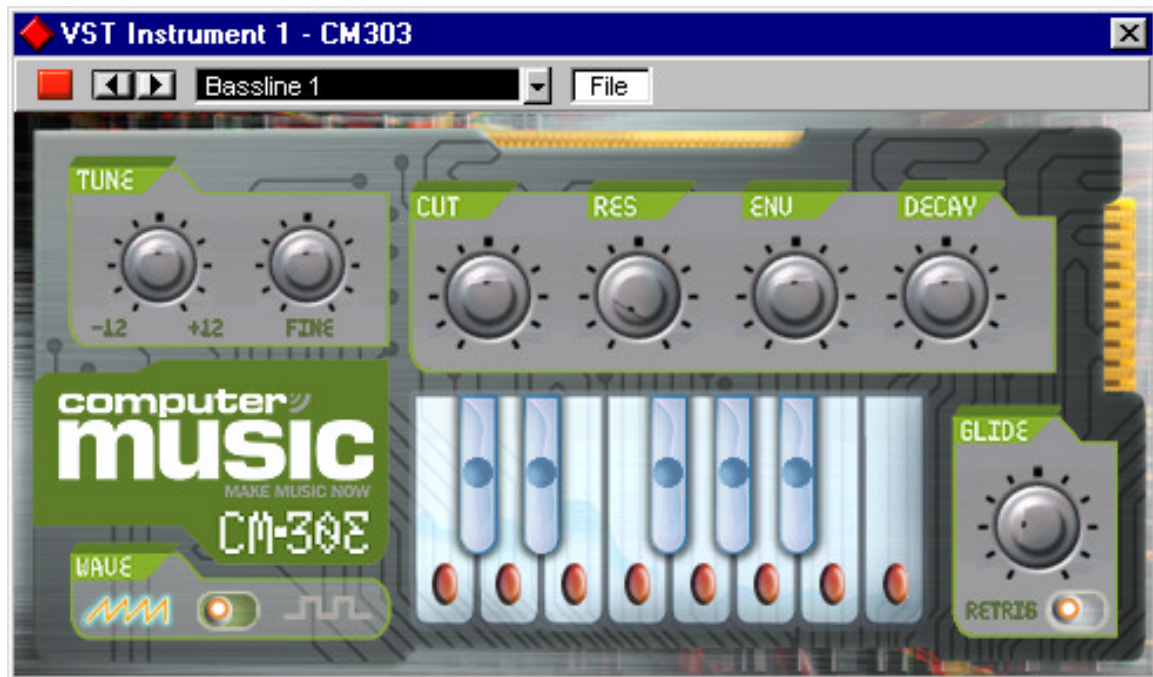 VST Instrument 1 - CM303
Bassline 1
File
TUNE
CUT
RES
ENV
DECAY
-12
+12
FINE
computer
music
MAKE MUSIC NOW
CM-303
GLIDE
WAVE
RETRIG